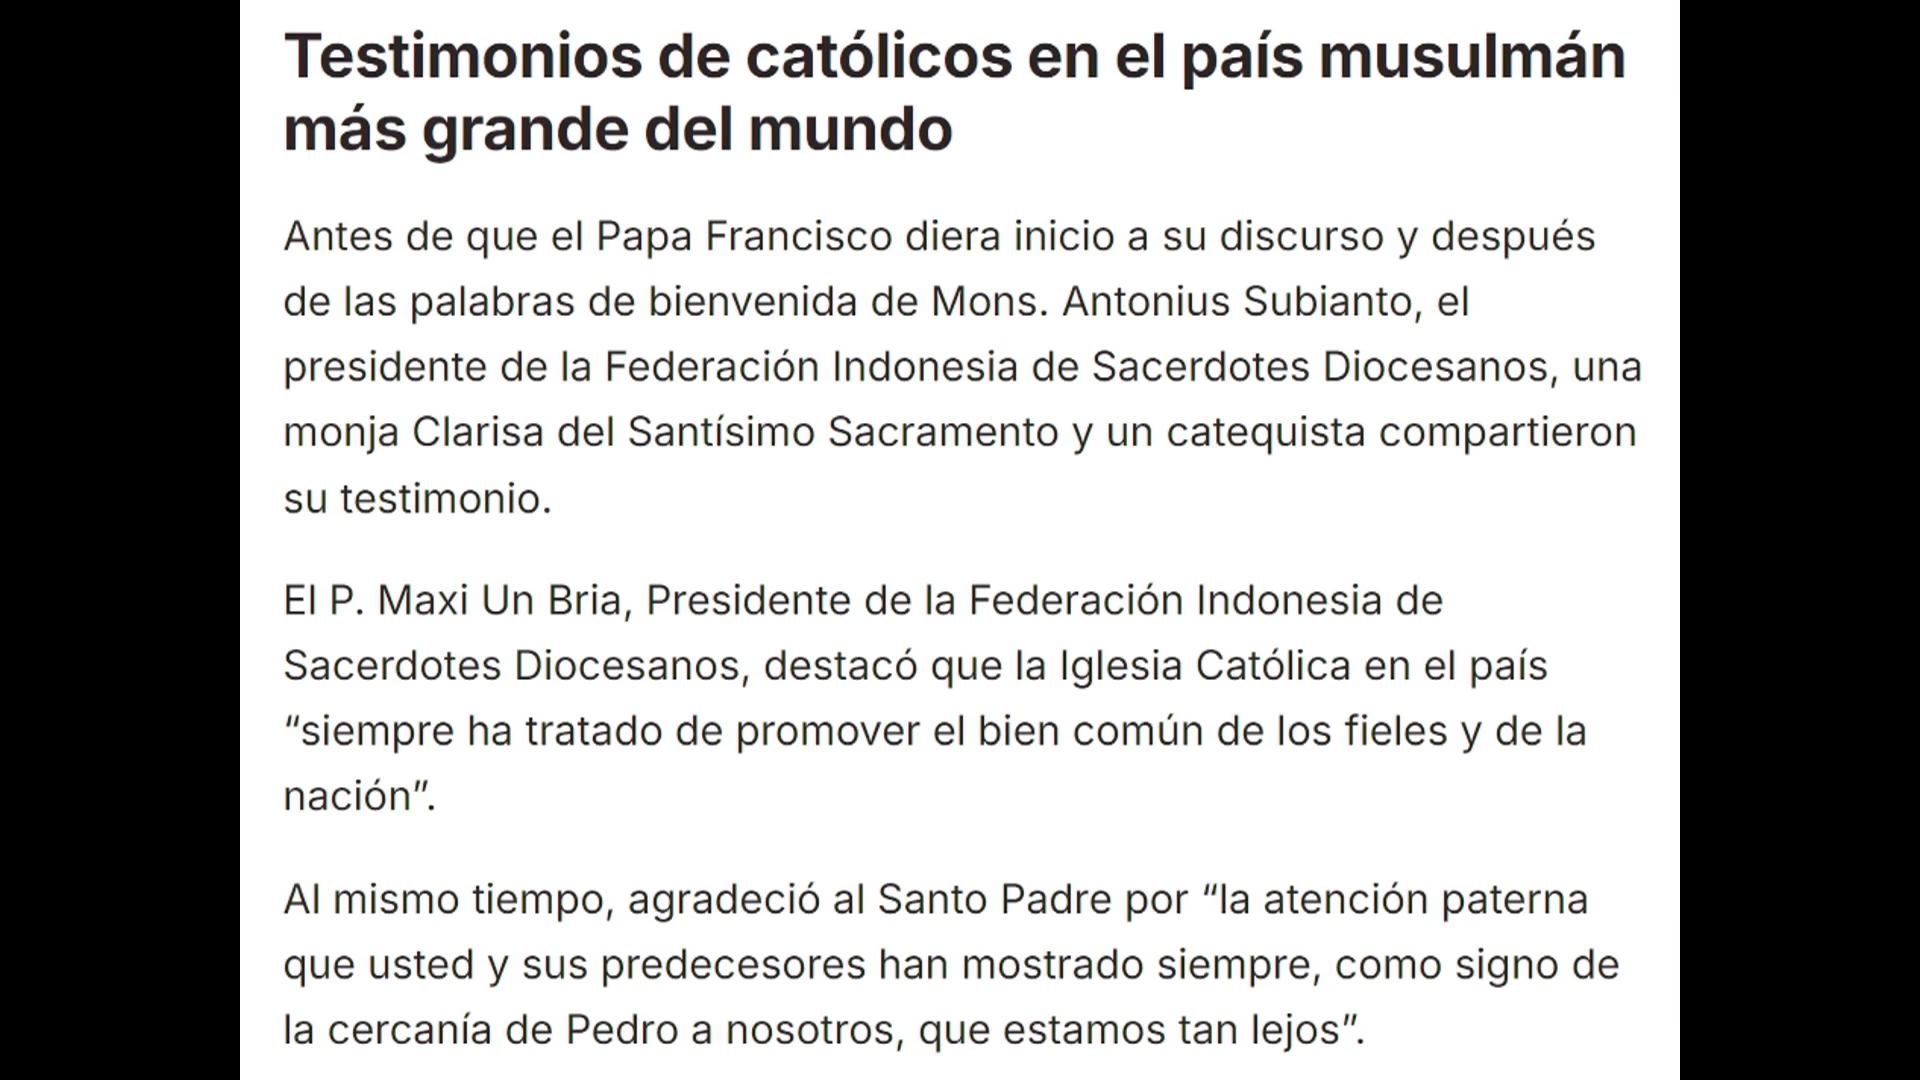 Testimonios de católicos en el país musulmán
más grande del mundo
Antes de que el Papa Francisco diera inicio a su discurso y después
de las palabras de bienvenida de Mons. Antonius Subianto, el
presidente de la Federación Indonesia de Sacerdotes Diocesanos, una
monja Clarisa del Santísimo Sacramento y un catequista compartieron
su testimonio.
El P. Maxi Un Bria, Presidente de la Federación Indonesia de
Sacerdotes Diocesanos, destacó que la Iglesia Católica en el país
“siempre ha tratado de promover el bien común de los fieles y de la
nación”.
Al mismo tiempo, agradeció al Santo Padre por “la atención paterna
que usted y sus predecesores han mostrado siempre, como signo de
la cercanía de Pedro a nosotros, que estamos tan lejos”.